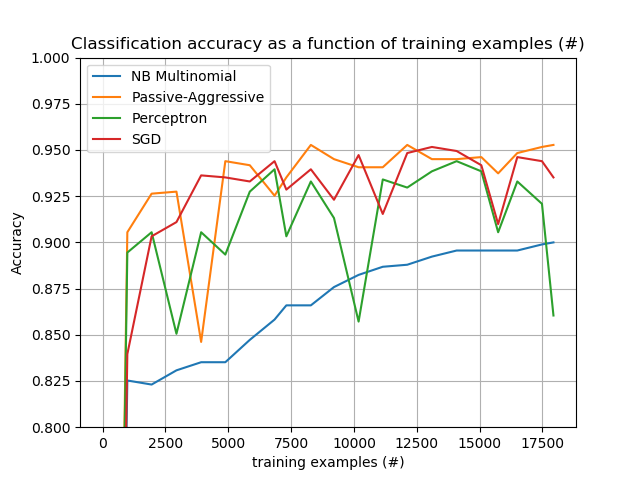 Classification accuracy as a function of training examples (#)
1.000
0.975
0.950
0.925
0.900
0.875
0.850
0.825
0.800
Accuracy
NB Multinomial
Passive-Aggressive
Perceptron
SGD
0
2500
5000
7500
10000
12500
15000
17500
training examples (#)